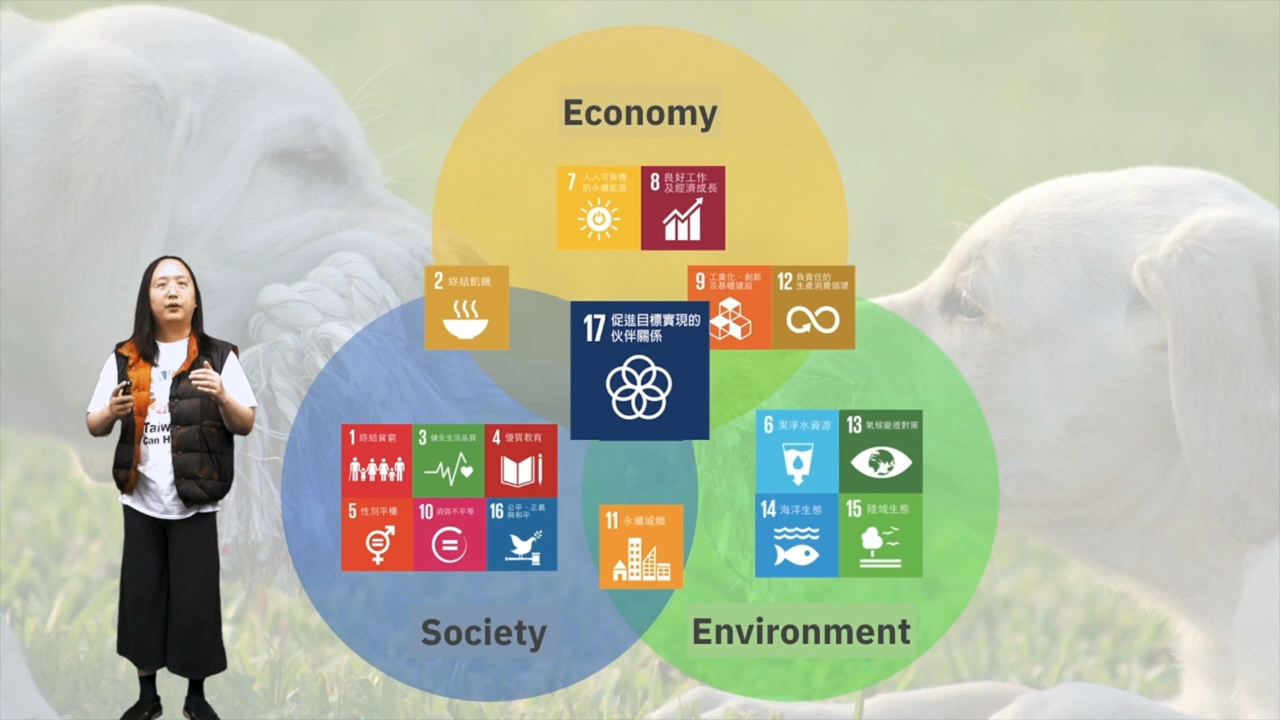 Economy
7 人人可負擔
的永續能源
8 良好工作
及經濟成長
2 終結飢餓
9 工業化、創新
及基礎建設
12 負責任的
生產消費循環
17 促進目標實現的
伙伴關係
1 終結貧窮
3 健全生活品質
4 優質教育
5 性別平權
10 消弭不平等
16 公平、正義
與和平
6 潔淨水資源
13 氣候變遷對策
14 海洋生態
15 陸域生態
11 永續城鄉
Taiw
Can H
Society
Environment